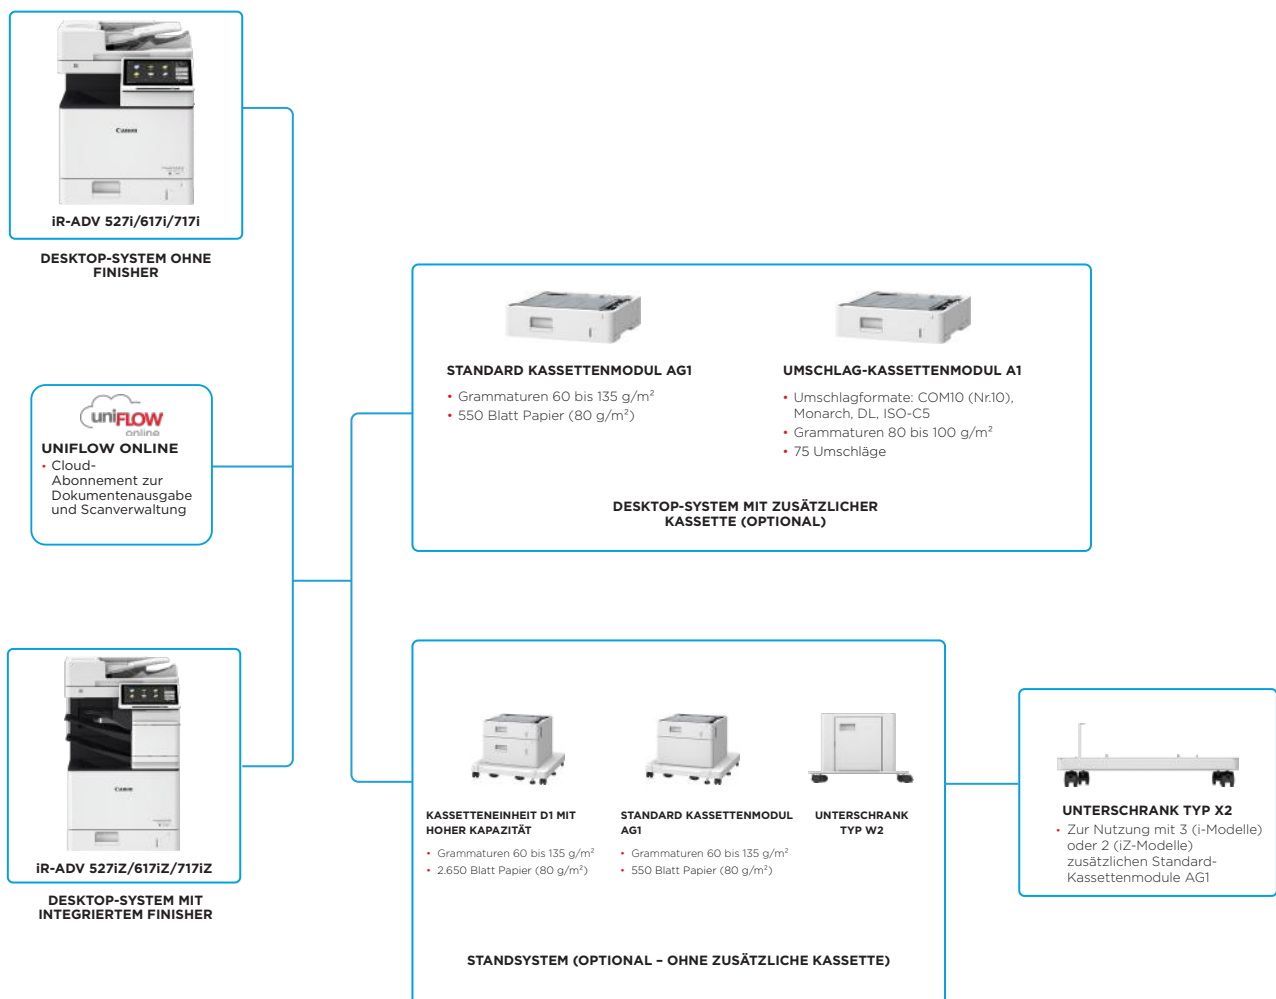 Canon
iR-ADV 527i/617i/717i
DESKTOP-SYSTEM OHNE
FINISHER
uniFLOW
online
UNIFLOW ONLINE
• Cloud-
Abonnement zur
Dokumentenausgabe
und Scanverwaltung
Canon
iR-ADV 527iZ/617iZ/717iZ
DESKTOP-SYSTEM MIT
INTEGRIERTEM FINISHER
STANDARD KASSETTENMODUL AG1
• Grammaturen 60 bis 135 g/m²
• 550 Blatt Papier (80 g/m²)
UMSCHLAG-KASSETTENMODUL A1
• Umschlagformate: COM10 (Nr.10),
Monarch, DL, ISO-C5
• Grammaturen 80 bis 100 g/m²
• 75 Umschläge
DESKTOP-SYSTEM MIT ZUSÄTZLICHER
KASSETTE (OPTIONAL)
KASSETTENEINHEIT D1 MIT
HOHER KAPAZITÄT
• Grammaturen 60 bis 135 g/m²
• 2.650 Blatt Papier (80 g/m²)
STANDARD KASSETTENMODUL
AG1
• Grammaturen 60 bis 135 g/m²
• 550 Blatt Papier (80 g/m²)
UNTERSCHRANK
TYP W2
STANDSYSTEM (OPTIONAL – OHNE ZUSÄTZLICHE KASSETTE)
UNTERSCHRANK TYP X2
• Zur Nutzung mit 3 (i-Modelle)
oder 2 (iZ-Modelle)
zusätzlichen Standard-
Kassettenmodule AG1